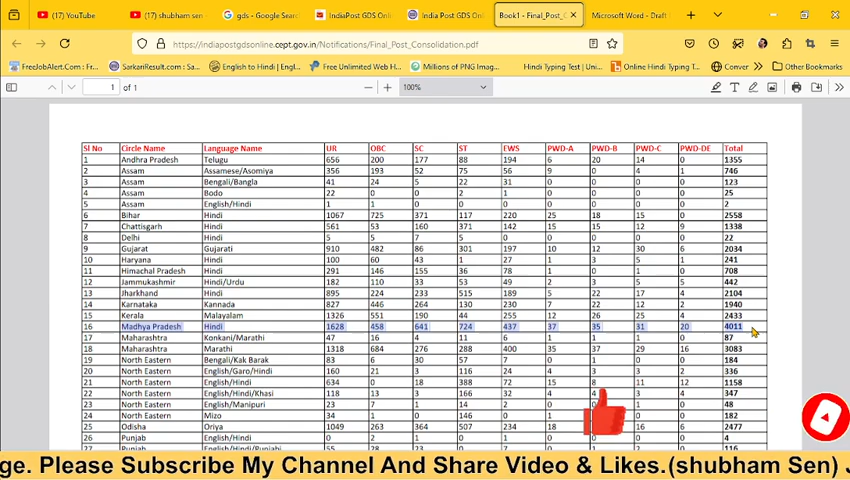 (2) YouTube
(17) shubham sen
gds - Google Sear
IndiaPost GDS Onlin
India Post GDS Onl
Book1 - Final_Post_C
Microsoft Word - Draft
https://indiapostgdsonline.cept.gov.in/Notifications/Final_Post_Consolidation.pdf
FreeJobAlert.Com : Fre
SarkariResult.com : Sa
English to Hindi | Engl
Free Unlimited Web H
Millions of PNG Image
Hindi Typing Test | Uni
Online Hindi Typing Te
Conver
Other Bookmarks
1 of 1
100%
Sl No Circle Name Language Name UR OBC SC ST EWS PWD-A PWD-B PWD-C PWD-DE Total
1 Andhra Pradesh Telugu 656 200 177 88 194 6 20 14 0 1355
2 Assam Assamese/Asomiya 356 193 52 75 56 9 0 4 1 746
3 Assam Bengali/Bangla 41 24 5 22 31 0 0 0 0 123
4 Assam Bodo 22 0 0 2 1 0 0 0 0 25
5 Assam English/Hindi 1 1 0 0 0 0 0 0 0 2
6 Bihar Hindi 1067 725 371 117 220 25 18 15 0 2558
7 Chattisgarh Hindi 561 53 160 371 142 15 15 12 9 1338
8 Delhi Hindi 5 5 7 5 0 0 0 0 0 22
9 Gujarat Gujarati 910 482 86 301 197 10 12 30 6 2034
10 Haryana Hindi 100 60 43 1 27 1 3 5 1 241
11 Himachal Pradesh Hindi 291 146 155 36 78 1 0 1 0 708
12 Jammukashmir Hindi/Urdu 182 110 33 53 49 2 3 5 5 442
13 Jharkhand Hindi 895 224 233 515 189 5 22 17 4 2104
14 Karnataka Kannada 827 446 264 130 230 7 22 12 2 1940
15 Kerala Malayalam 1326 551 190 44 255 12 26 25 4 2433
16 Madhya Pradesh Hindi 1628 458 641 724 437 37 35 31 20 4011
17 Maharashtra Konkani/Marathi 47 16 4 11 6 1 1 1 0 87
18 Maharashtra Marathi 1318 684 276 288 400 35 37 29 16 3083
19 North Eastern Bengali/Kak Barak 83 6 30 57 7 0 1 0 0 184
20 North Eastern English/Garo/Hindi 160 21 3 116 24 4 3 3 2 336
21 North Eastern English/Hindi 634 0 18 388 72 15 8 11 12 1158
22 North Eastern English/Hindi/Khasi 118 13 3 166 32 4 4 3 4 347
23 North Eastern English/Manipuri 23 7 1 14 2 0 0 1 0 48
24 North Eastern Mizo 34 1 0 146 0 1 0 0 182
25 Odisha Oriya 1049 263 364 507 234 18 16 6 2477
26 Punjab English/Hindi 0 2 1 0 1 0 0 0 4
27 Punjab English/Hindi/Punjabi 55 28 23 116
ge. Please Subscribe My Channel And Share Video & Likes.(shubham Sen) J